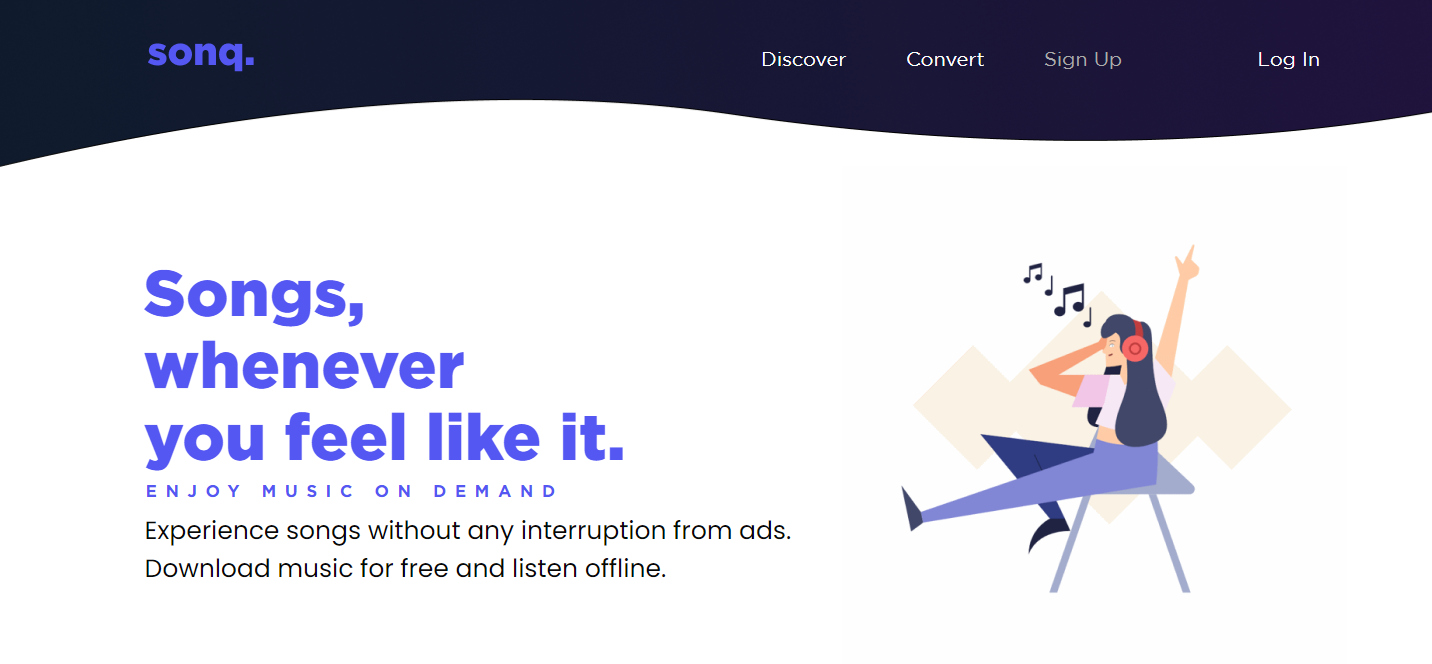 sonq.
Discover Convert Sign Up Log In
Songs,
whenever
you feel like it.
ENJOY MUSIC ON DEMAND
Experience songs without any interruption from ads.
Download music for free and listen offline.